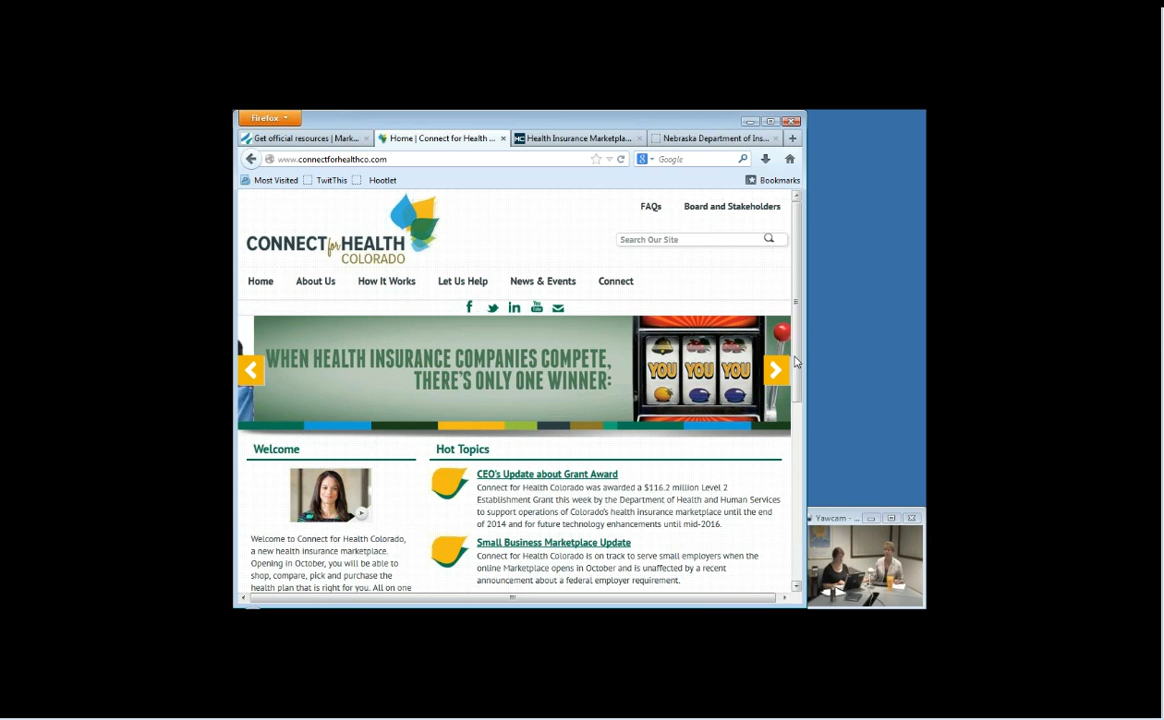 Firefox
Get official resources | Mark...
Home | Connect for Health ...
Health Insurance Marketpla...
Nebraska Department of Ins...
www.connectforhealthco.com
Google
Most Visited
TwitThis
Hootlet
Bookmarks
FAQs
Board and Stakeholders
CONNECT for HEALTH
COLORADO
Search Our Site
Home
About Us
How It Works
Let Us Help
News & Events
Connect
WHEN HEALTH INSURANCE COMPANIES COMPETE,
THERE'S ONLY ONE WINNER:
YOU YOU YOU
Welcome
Welcome to Connect for Health Colorado,
a new health insurance marketplace.
Opening in October, you will be able to
shop, compare, pick and purchase the
health plan that is right for you. All on one
Hot Topics
CEO's Update about Grant Award
Connect for Health Colorado was awarded a $116.2 million Level 2
Establishment Grant this week by the Department of Health and Human Services
to support operations of Colorado's health insurance marketplace until the end
of 2014 and for future technology enhancements until mid-2016.
Small Business Marketplace Update
Connect for Health Colorado is on track to serve small employers when the
online Marketplace opens in October and is unaffected by a recent
announcement about a federal employer requirement.
Yawcam - ...